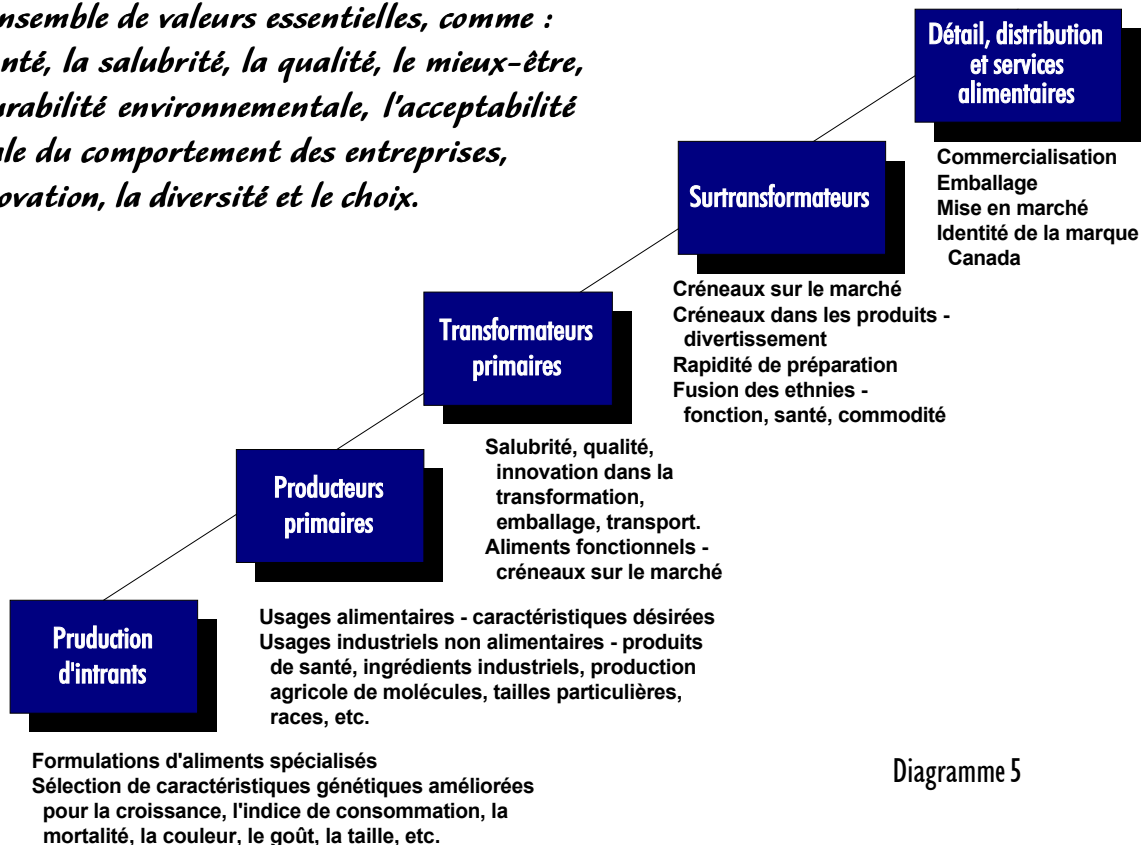 nsemble de valeurs essentielles, comme :
nté, la salubrité, la qualité, le mieux-être,
urabilité environnementale, l'acceptabilité
ale du comportement des entreprises,
ovation, la diversité et le choix.
Détail, distribution
et services
alimentaires
Commercialisation
Emballage
Mise en marché
Identité de la marque
Canada
Surtransformateurs
Créneaux sur le marché
Créneaux dans les produits -
divertissement
Rapidité de préparation
Fusion des ethnies -
fonction, santé, commodité
Transformateurs
primaires
Salubrité, qualité,
innovation dans la
transformation,
emballage, transport.
Aliments fonctionnels -
créneaux sur le marché
Producteurs
primaires
Usages alimentaires - caractéristiques désirées
Usages industriels non alimentaires - produits
de santé, ingrédients industriels, production
agricole de molécules, tailles particulières,
races, etc.
Pruduction
d'intrants
Formulations d'aliments spécialisés
Sélection de caractéristiques génétiques améliorées
pour la croissance, l'indice de consommation, la
mortalité, la couleur, le goût, la taille, etc.
Diagramme 5